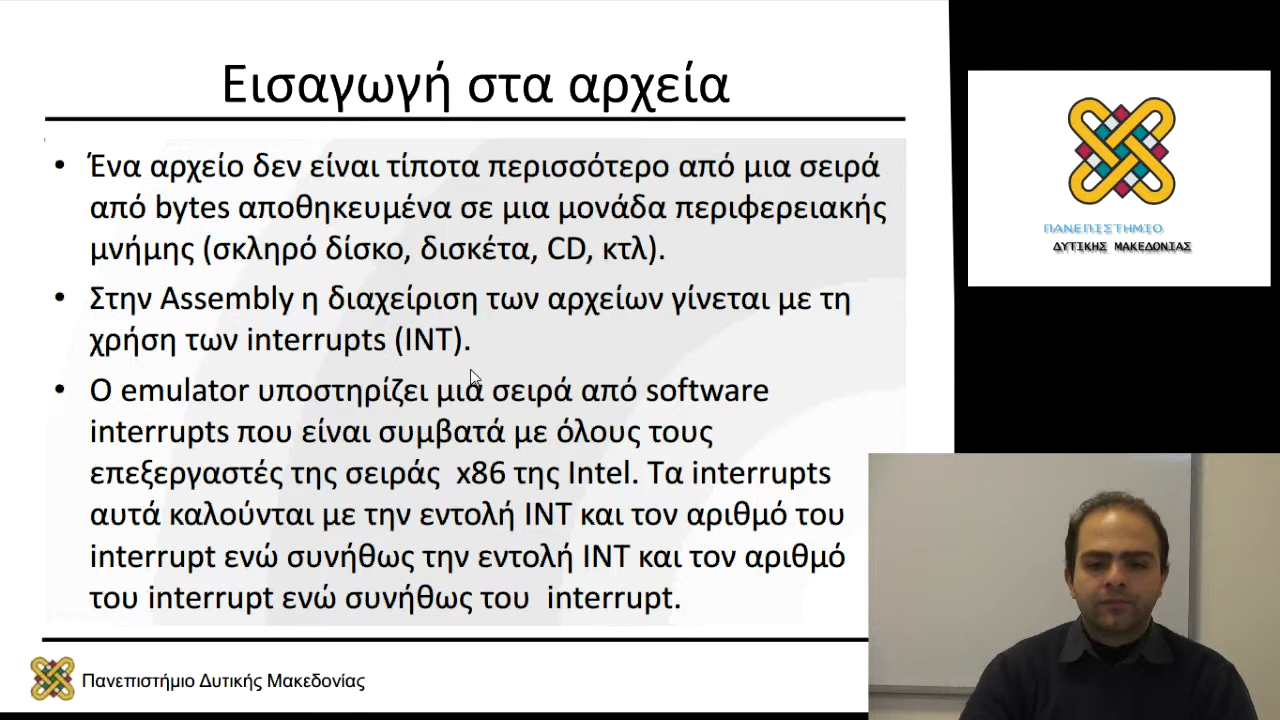 Εισαγωγή στα αρχεία
• Ένα αρχείο δεν είναι τίποτα περισσότερο από μια σειρά
από bytes αποθηκευμένα σε μια μονάδα περιφερειακής
μνήμης (σκληρό δίσκο, δισκέτα, CD, κτλ).
• Στην Assembly η διαχείριση των αρχείων γίνεται με τη
χρήση των interrupts (INT).
• Ο emulator υποστηρίζει μια σειρά από software
interrupts που είναι συμβατά με όλους τους
επεξεργαστές της σειράς x86 της Intel. Τα interrupts
αυτά καλούνται με την εντολή INT και τον αριθμό του
interrupt ενώ συνήθως την εντολή INT και τον αριθμό
του interrupt ενώ συνήθως του interrupt.
Πανεπιστήμιο Δυτικής Μακεδονίας
ΠΑΝΕΠΙΣΤΗΜΙΟ
ΔΥΤΙΚΗΣ ΜΑΚΕΔΟΝΙΑΣ